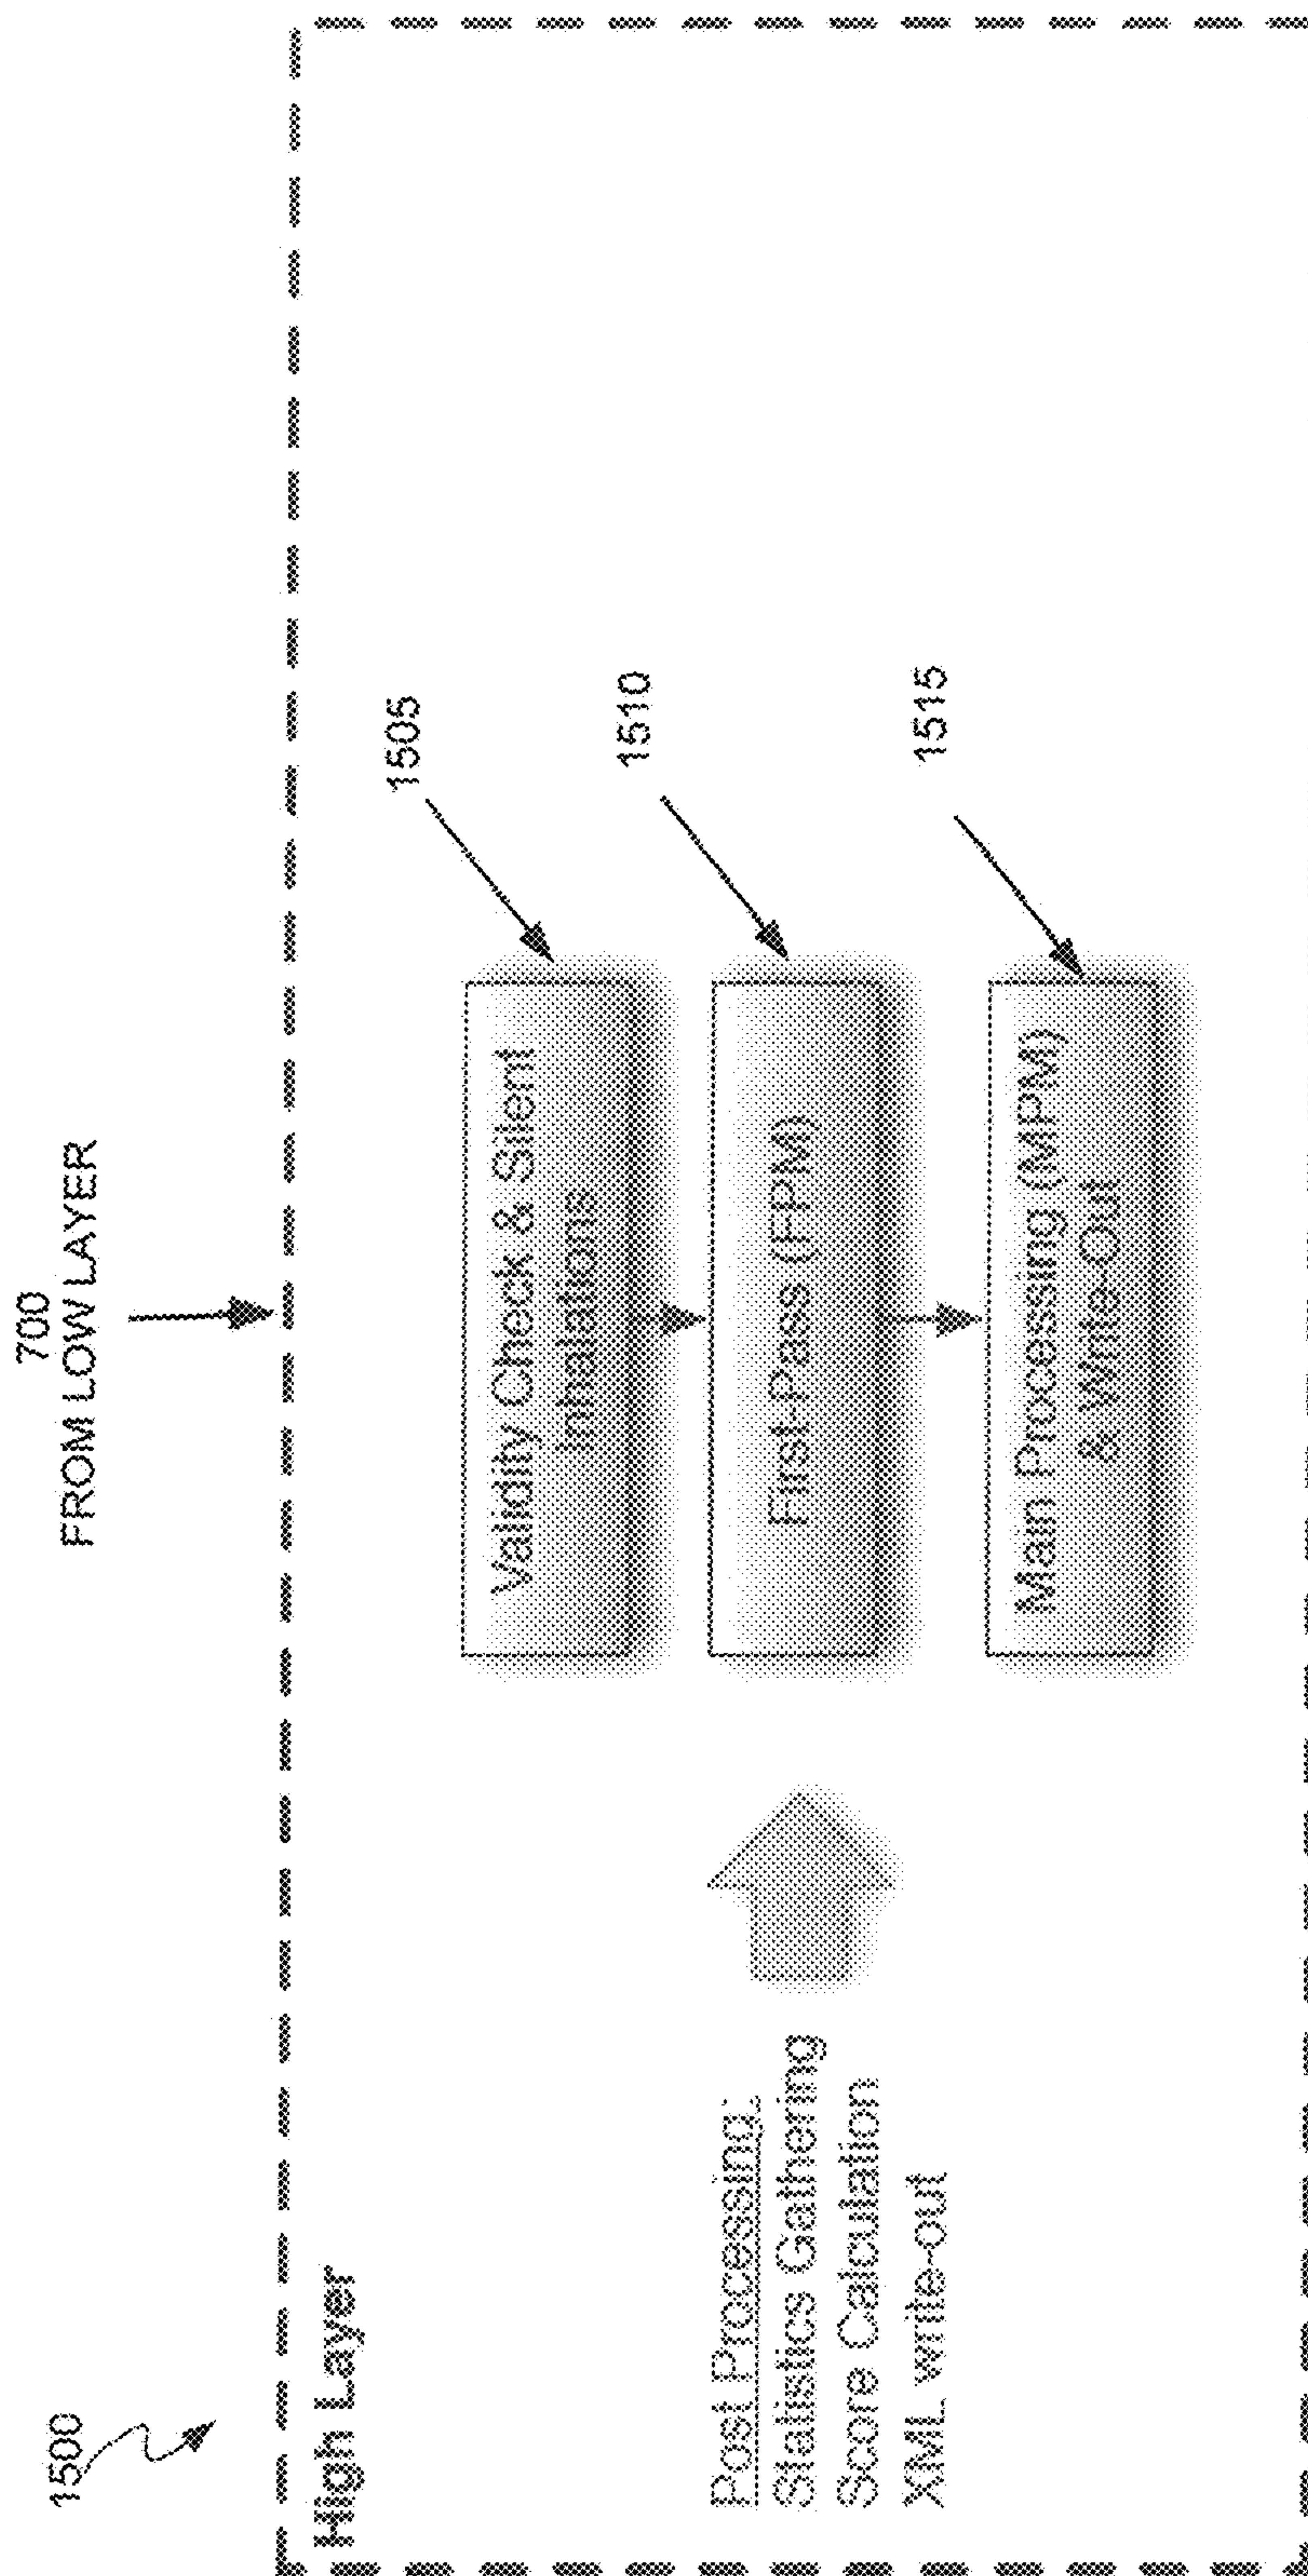 1500
700
FROM LOW LAYER
High Layer
1505
Validity Check & Silent
Inhalations
1510
First-Pass (FPM)
Post Processing:
Statistics Gathering
Score Calculation
XML write-out
1515
Main Processing (MPM)
& Write-Out